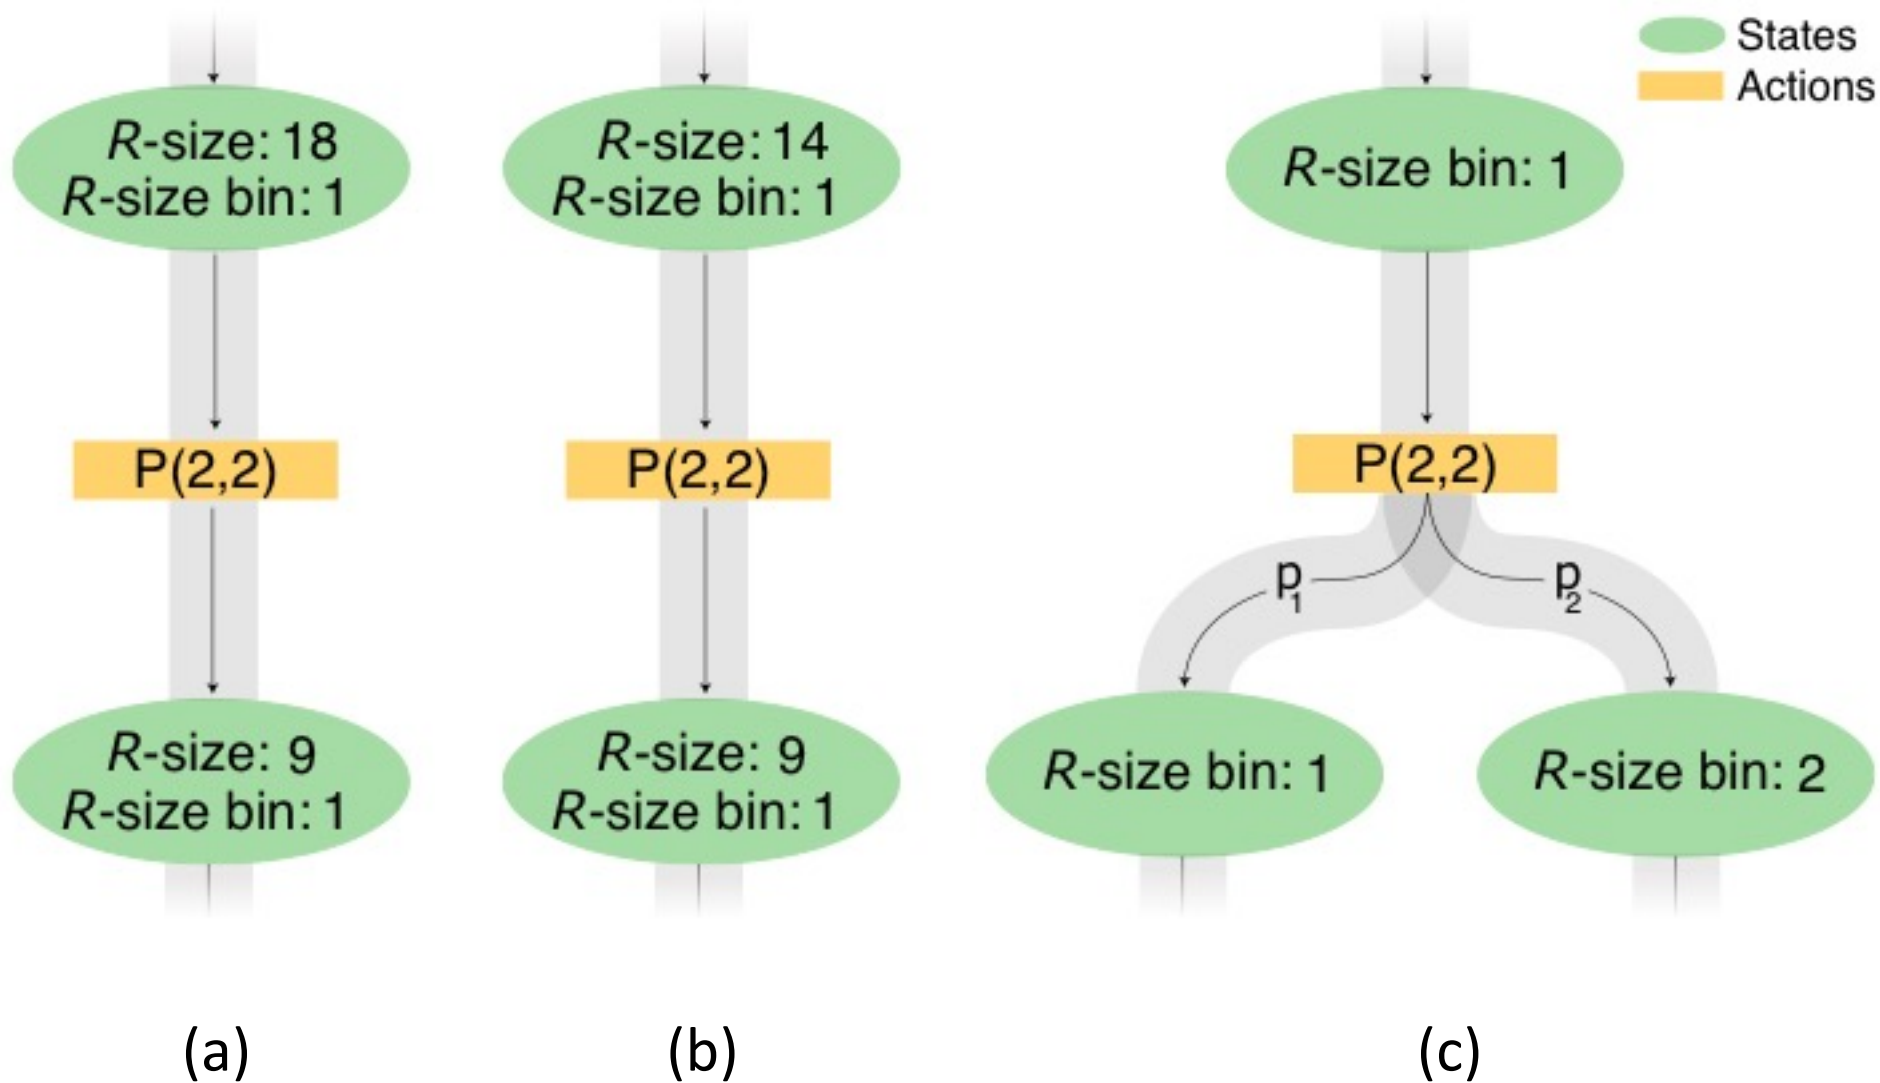 R-size: 18
R-size bin: 1
P(2,2)
R-size: 9
R-size bin: 1
(a)
R-size: 14
R-size bin: 1
P(2,2)
R-size: 9
R-size bin: 1
(b)
States
Actions
R-size bin: 1
P(2,2)
p1
p2
R-size bin: 1
R-size bin: 2
(c)